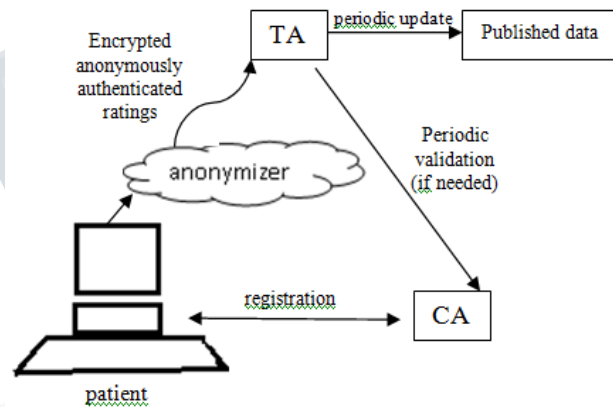 Encrypted
anonymously
authenticated
ratings
TA
periodic update
Published data
anonymizer
Periodic
validation
(if needed)
registration
CA
patient